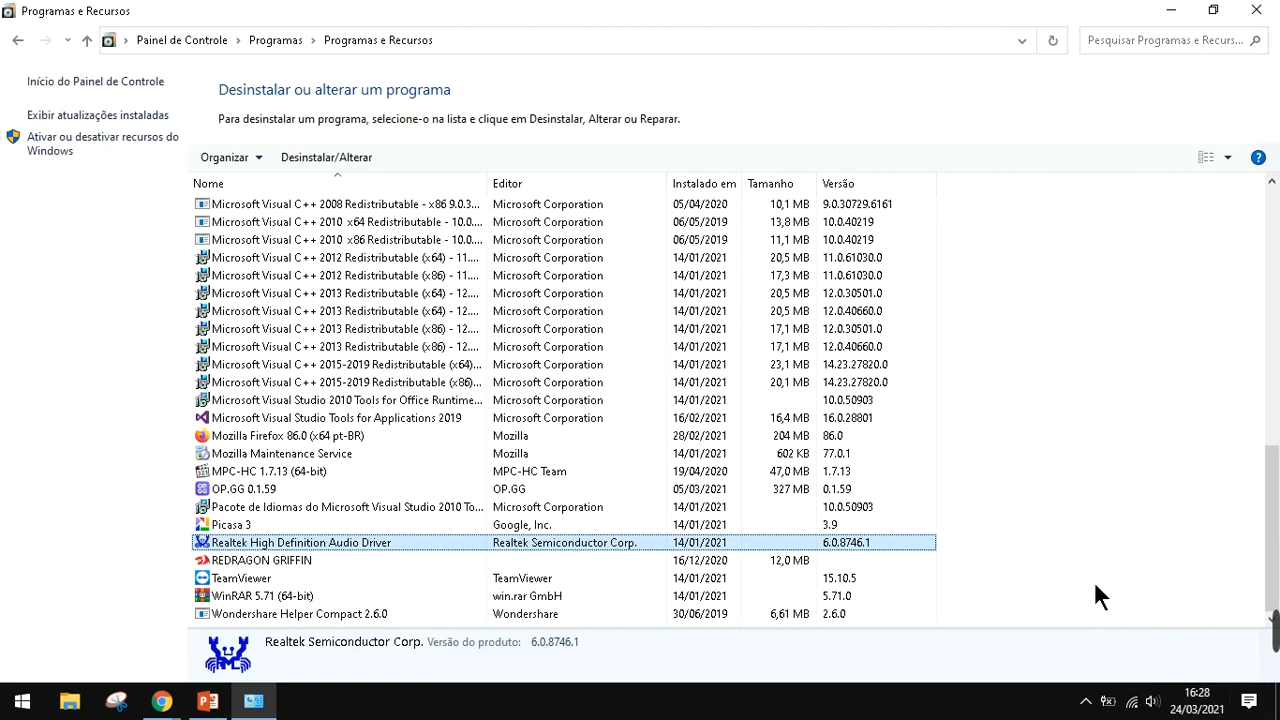 Programas e Recursos
Painel de Controle > Programas > Programas e Recursos
Pesquisar Programas e Recurs...
Início do Painel de Controle
Exibir atualizações instaladas
Ativar ou desativar recursos do
Windows
Desinstalar ou alterar um programa
Para desinstalar um programa, selecione-o na lista e clique em Desinstalar, Alterar ou Reparar.
Organizar Desinstalar/Alterar
Nome Editor Instalado em Tamanho Versão
Microsoft Visual C++ 2008 Redistributable - x86 9.0.3... Microsoft Corporation 05/04/2020 10,1 MB 9.0.30729.6161
Microsoft Visual C++ 2010 x64 Redistributable - 10.0.... Microsoft Corporation 06/05/2019 13,8 MB 10.0.40219
Microsoft Visual C++ 2010 x86 Redistributable - 10.0.... Microsoft Corporation 06/05/2019 11,1 MB 10.0.40219
Microsoft Visual C++ 2012 Redistributable (x64) - 11.... Microsoft Corporation 14/01/2021 20,5 MB 11.0.61030.0
Microsoft Visual C++ 2012 Redistributable (x86) - 11.... Microsoft Corporation 14/01/2021 17,3 MB 11.0.61030.0
Microsoft Visual C++ 2013 Redistributable (x64) - 12.... Microsoft Corporation 14/01/2021 20,5 MB 12.0.30501.0
Microsoft Visual C++ 2013 Redistributable (x64) - 12.... Microsoft Corporation 14/01/2021 20,5 MB 12.0.40660.0
Microsoft Visual C++ 2013 Redistributable (x86) - 12.... Microsoft Corporation 14/01/2021 17,1 MB 12.0.30501.0
Microsoft Visual C++ 2013 Redistributable (x86) - 12.... Microsoft Corporation 14/01/2021 17,1 MB 12.0.40660.0
Microsoft Visual C++ 2015-2019 Redistributable (x64)... Microsoft Corporation 14/01/2021 23,1 MB 14.23.27820.0
Microsoft Visual C++ 2015-2019 Redistributable (x86)... Microsoft Corporation 14/01/2021 20,1 MB 14.23.27820.0
Microsoft Visual Studio 2010 Tools for Office Runtime... Microsoft Corporation 14/01/2021 10.0.50903
Microsoft Visual Studio Tools for Applications 2019 Microsoft Corporation 16/02/2021 16,4 MB 16.0.28801
Mozilla Firefox 86.0 (x64 pt-BR) Mozilla 28/02/2021 204 MB 86.0
Mozilla Maintenance Service Mozilla 14/01/2021 602 KB 77.0.1
MPC-HC 1.7.13 (64-bit) MPC-HC Team 19/04/2020 47,0 MB 1.7.13
OP.GG 0.1.59 OP.GG 05/03/2021 327 MB 0.1.59
Pacote de Idiomas do Microsoft Visual Studio 2010 To... Microsoft Corporation 14/01/2021 10.0.50903
Picasa 3 Google, Inc. 14/01/2021 3.9
Realtek High Definition Audio Driver Realtek Semiconductor Corp. 14/01/2021 6.0.8746.1
REDRAGON GRIFFIN 16/12/2020 12,0 MB
TeamViewer TeamViewer 14/01/2021 15.10.5
WinRAR 5.71 (64-bit) win.rar GmbH 14/01/2021 5.71.0
Wondershare Helper Compact 2.6.0 Wondershare 30/06/2019 6,61 MB 2.6.0
Realtek Semiconductor Corp. Versão do produto: 6.0.8746.1
16:28
24/03/2021